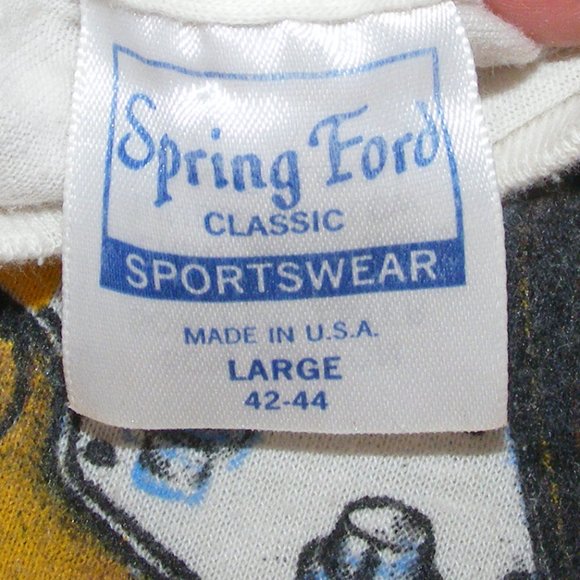 Spring Ford
CLASSIC
SPORTSWEAR
MADE IN U.S.A.
LARGE
42-44